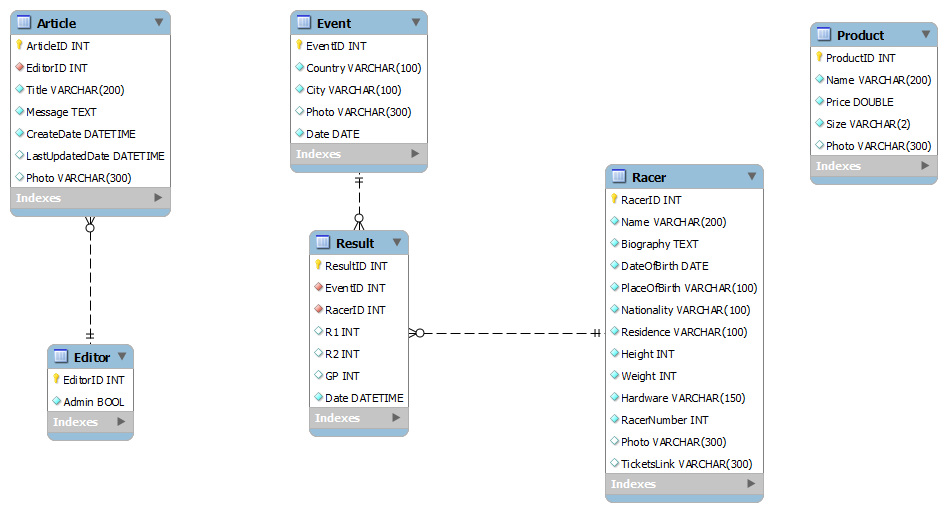 Article
ArticleID INT
EditorID INT
Title VARCHAR(200)
Message TEXT
CreateDate DATETIME
LastUpdatedDate DATETIME
Photo VARCHAR(300)
Indexes
Editor
EditorID INT
Admin BOOL
Indexes
Event
EventID INT
Country VARCHAR(100)
City VARCHAR(100)
Photo VARCHAR(300)
Date DATE
Indexes
Result
ResultID INT
EventID INT
RacerID INT
R1 INT
R2 INT
GP INT
Date DATETIME
Indexes
Racer
RacerID INT
Name VARCHAR(200)
Biography TEXT
DateOfBirth DATE
PlaceOfBirth VARCHAR(100)
Nationality VARCHAR(100)
Residence VARCHAR(100)
Height INT
Weight INT
Hardware VARCHAR(150)
RacerNumber INT
Photo VARCHAR(300)
TicketsLink VARCHAR(300)
Indexes
Product
ProductID INT
Name VARCHAR(200)
Price DOUBLE
Size VARCHAR(2)
Photo VARCHAR(300)
Indexes